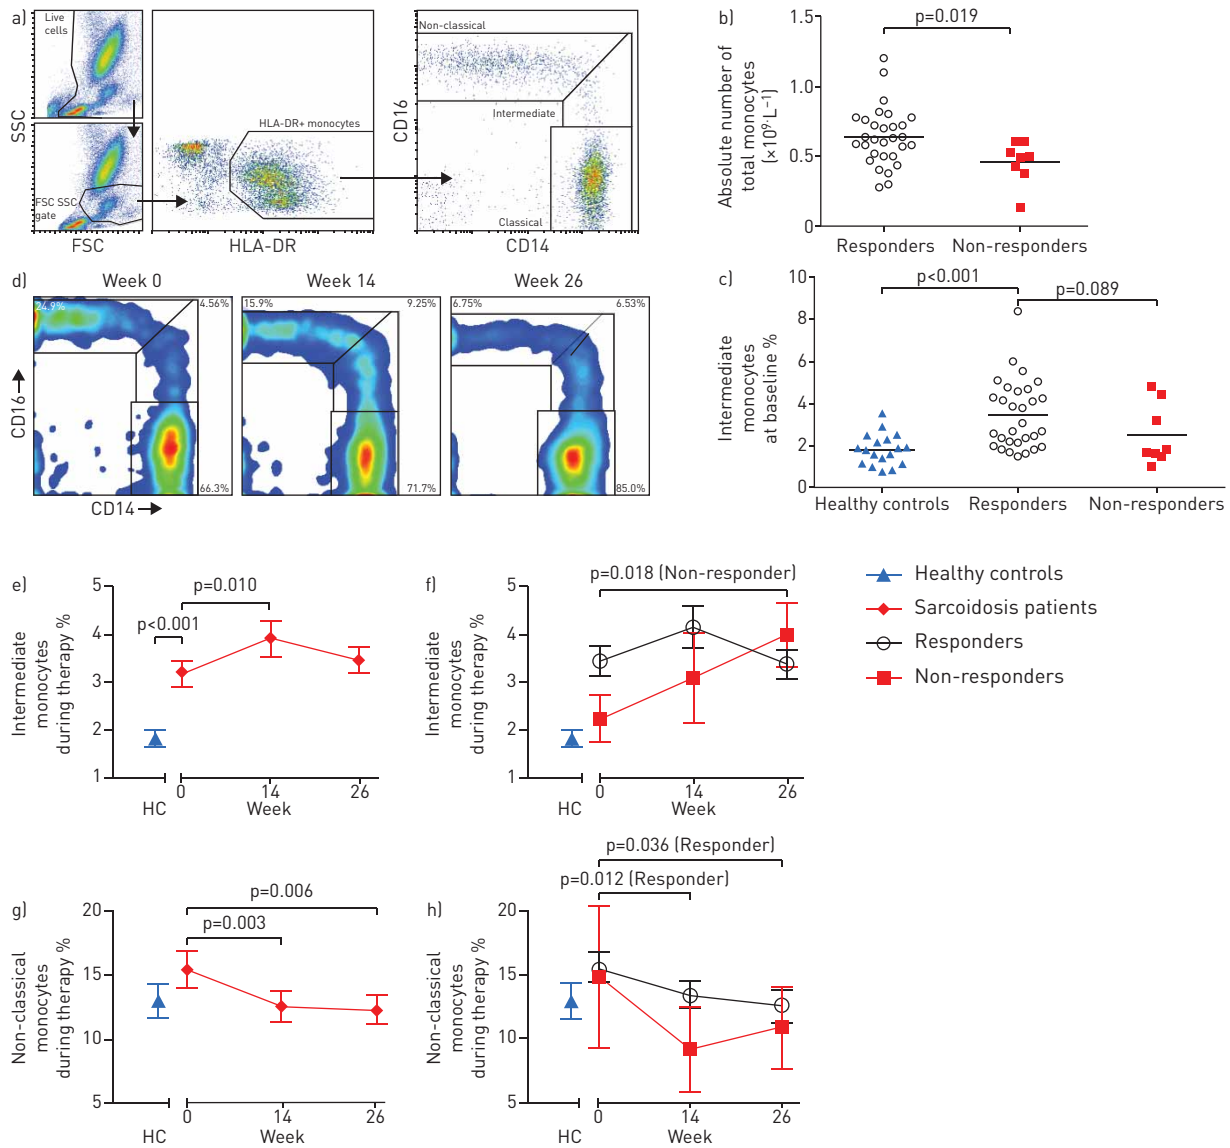 a)
Live
cells
SSC
FSC SSC
gate
FSC
HLA-DR+ monocytes
HLA-DR
Non-classical
CD16
Intermediate
Classical
CD14
b)
p=0.019
Absolute number of
total monocytes
(×10⁹·L⁻¹)
1.5
1.0
0.5
0
Responders
Non-responders
c)
p<0.001
p=0.089
Intermediate
monocytes
at baseline %
10
8
6
4
2
0
Healthy controls
Responders
Non-responders
d)
Week 0
Week 14
Week 26
24.9%
4.56%
66.3%
15.9%
9.25%
71.7%
6.75%
6.53%
85.0%
CD16
CD14
e)
p=0.010
p<0.001
Intermediate
monocytes
during therapy %
5
4
3
2
1
HC
0
14
26
Week
f)
p=0.018 (Non-responder)
Intermediate
monocytes
during therapy %
5
4
3
2
1
HC
0
14
26
Week
Healthy controls
Sarcoidosis patients
Responders
Non-responders
g)
p=0.006
p=0.003
Non-classical
monocytes
during therapy %
20
15
10
5
HC
0
14
26
Week
h)
p=0.036 (Responder)
p=0.012 (Responder)
Non-classical
monocytes
during therapy %
20
15
10
5
HC
0
14
26
Week